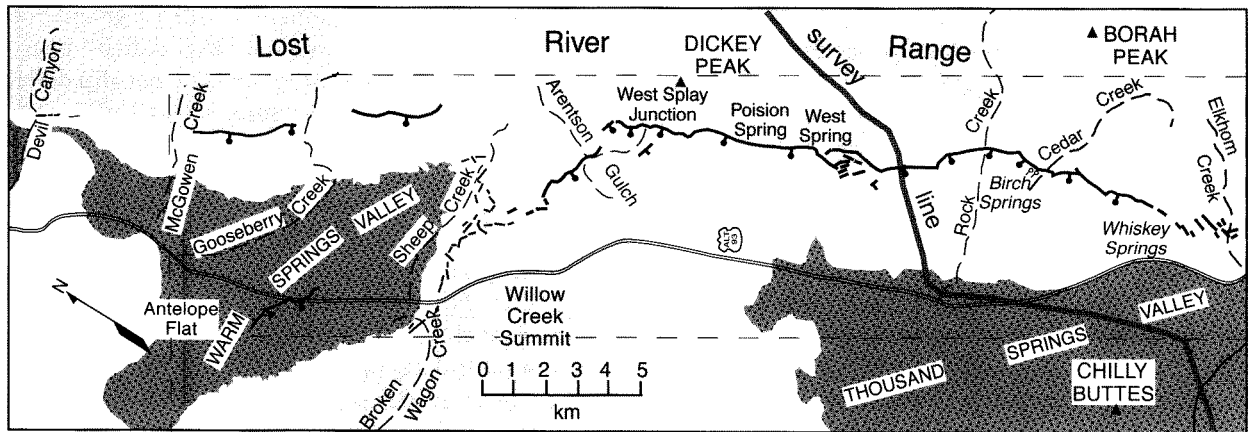 Devil Canyon
Lost
River
Range
DICKEY
PEAK
survey
line
BORAH
PEAK
McGowen Creek
Gooseberry Creek
Arentson
Gulch
West Splay
Junction
Poision
Spring
West
Spring
Rock Creek
Cedar Creek
Elkhorn
Creek
Birch
Springs
Whiskey
Springs
WARM SPRINGS VALLEY
Sheep Creek
ALT
93
N
Antelope
Flat
Willow
Creek
Summit
Broken
Wagon Creek
0 1 2 3 4 5
km
THOUSAND SPRINGS VALLEY
CHILLY
BUTTES